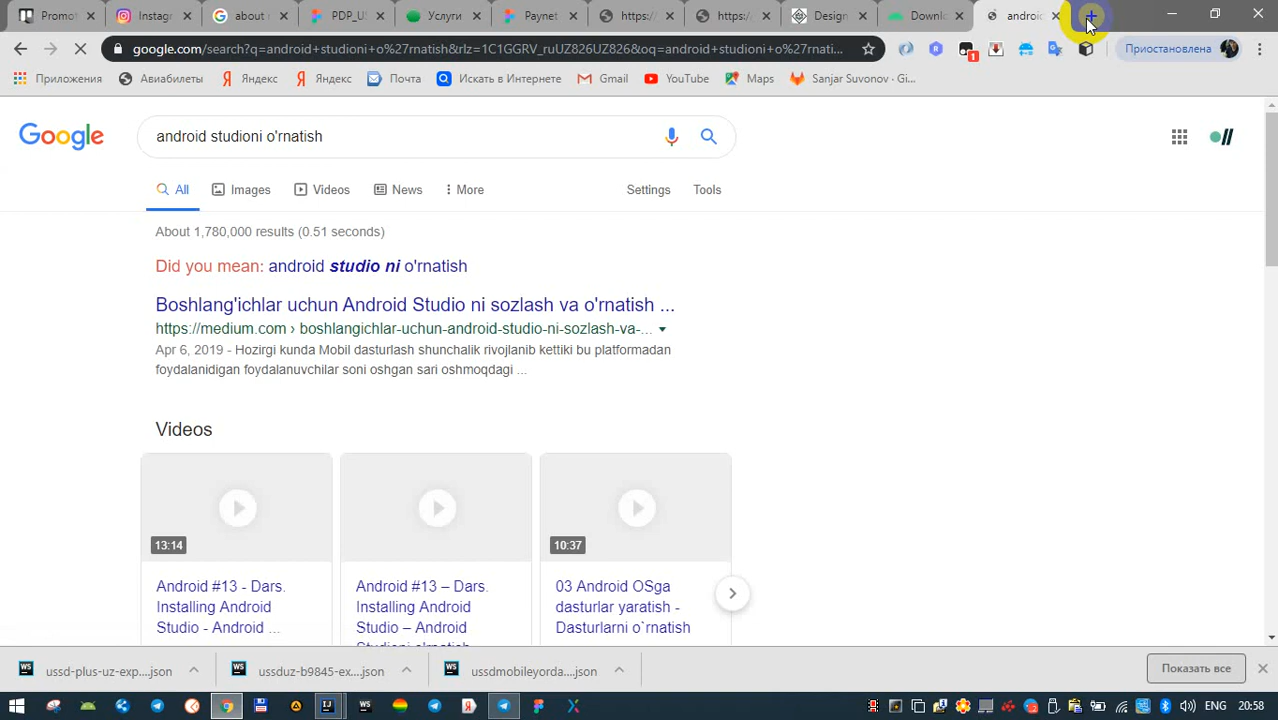 Promot
Instagr
about r
PDP_US
Услуги
Paynet
https:/
https:/
Design
Downlo
androi
google.com/search?q=android+studioni+o%27rnatish&rlz=1C1GGRV_ruUZ826UZ826&oq=android+studioni+o%27rnati...
Приостановлена
Приложения
Авиабилеты
Яндекс
Яндекс
Почта
Искать в Интернете
Gmail
YouTube
Maps
Sanjar Suvonov - Gi...
Google
android studioni o'rnatish
All
Images
Videos
News
More
Settings
Tools
About 1,780,000 results (0.51 seconds)
Did you mean: android studio ni o'rnatish
Boshlang'ichlar uchun Android Studio ni sozlash va o'rnatish ...
https://medium.com › boshlangichlar-uchun-android-studio-ni-sozlash-va-...
Apr 6, 2019 - Hozirgi kunda Mobil dasturlash shunchalik rivojlanib kettiki bu platformadan
foydalanidigan foydalanuvchilar soni oshgan sari oshmoqdagi ...
Videos
13:14
10:37
Android #13 - Dars.
Installing Android
Studio - Android ...
Android #13 – Dars.
Installing Android
Studio – Android
Studioni o'rnatish
03 Android OSga
dasturlar yaratish -
Dasturlarni o`rnatish
ussd-plus-uz-exp....json
ussduz-b9845-ex....json
ussdmobileyorda....json
Показать все
ENG
20:58